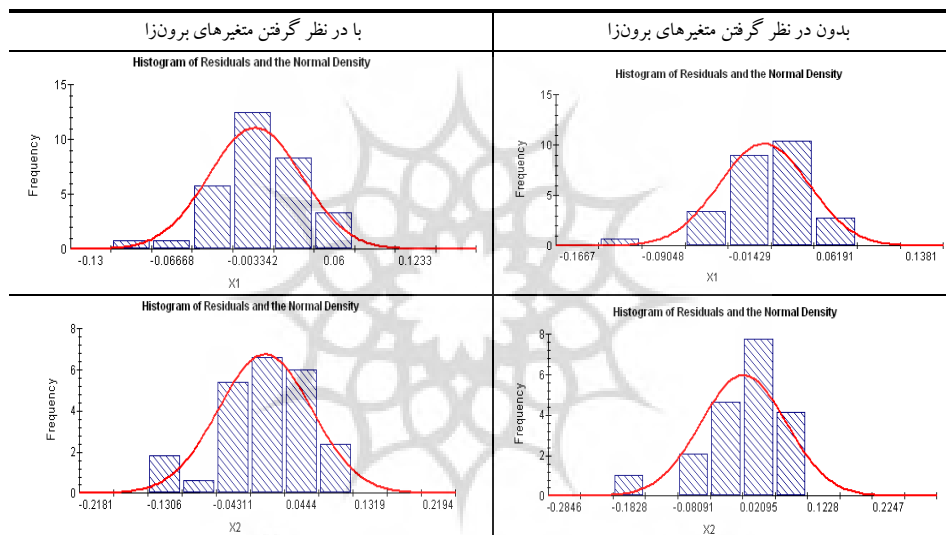 با در نظر گرفتن متغیرهای برون‌زا
بدون در نظر گرفتن متغیرهای برون‌زا
Histogram of Residuals and the Normal Density
Frequency
15
10
5
0
-0.13 -0.06668 -0.003342 0.06 0.1233
X1
Histogram of Residuals and the Normal Density
Frequency
15
10
5
0
-0.1667 -0.09048 -0.01429 0.06191 0.1381
X1
Histogram of Residuals and the Normal Density
Frequency
8
6
4
2
0
-0.2181 -0.1306 -0.04311 0.0444 0.1319 0.2194
X2
Histogram of Residuals and the Normal Density
Frequency
8
6
4
2
0
-0.2846 -0.1828 -0.08091 0.02095 0.1228 0.2247
X2